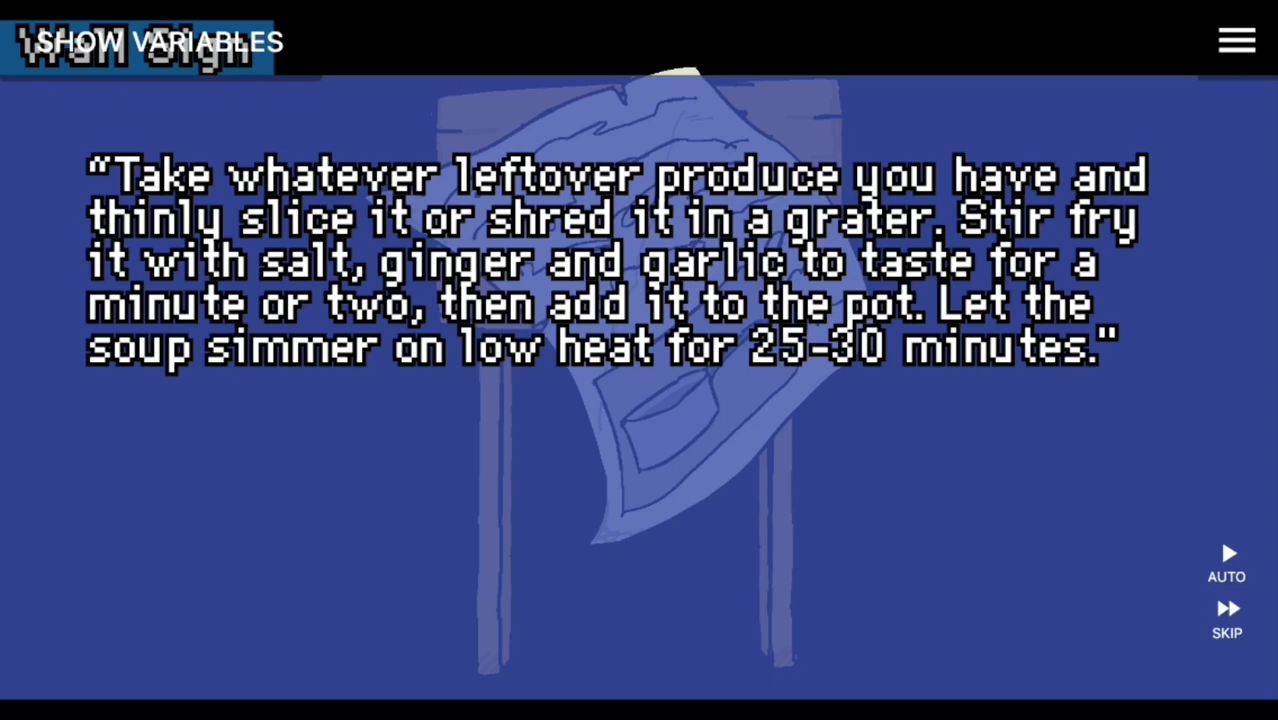 Wall Sign
SHOW VARIABLES
“Take whatever leftover produce you have and
thinly slice it or shred it in a grater. Stir fry
it with salt, ginger and garlic to taste for a
minute or two, then add it to the pot. Let the
soup simmer on low heat for 25-30 minutes."
AUTO
SKIP